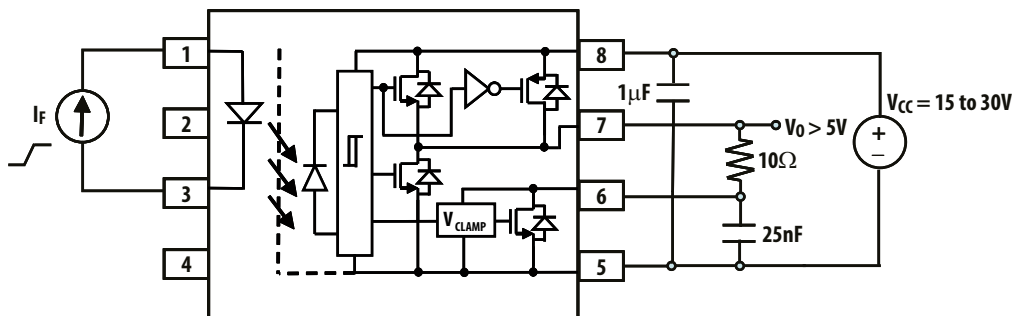 1
8
1μF
V_CC = 15 to 30V
I_F
2
7
V_O > 5V
10Ω
+
−
3
6
V_CLAMP
25nF
4
5